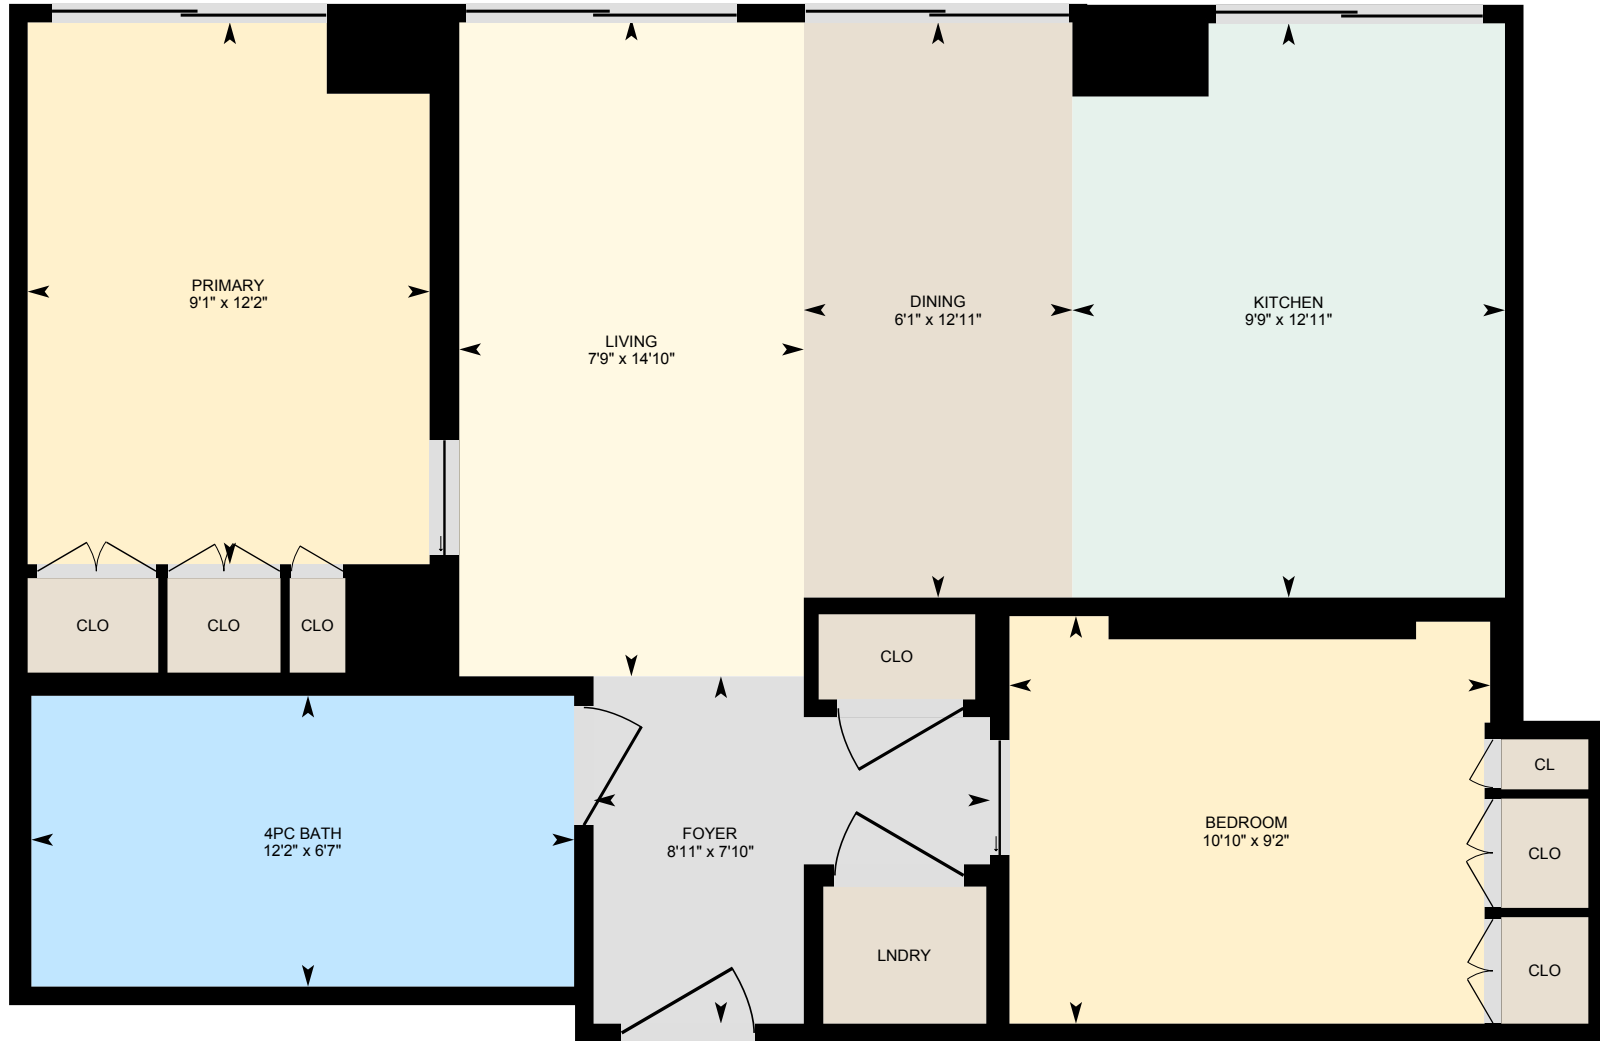 PRIMARY
9'1" x 12'2"
LIVING
7'9" x 14'10"
DINING
6'1" x 12'11"
KITCHEN
9'9" x 12'11"
CLO
CLO
CLO
CLO
4PC BATH
12'2" x 6'7"
FOYER
8'11" x 7'10"
LNDRY
BEDROOM
10'10" x 9'2"
CL
CLO
CLO